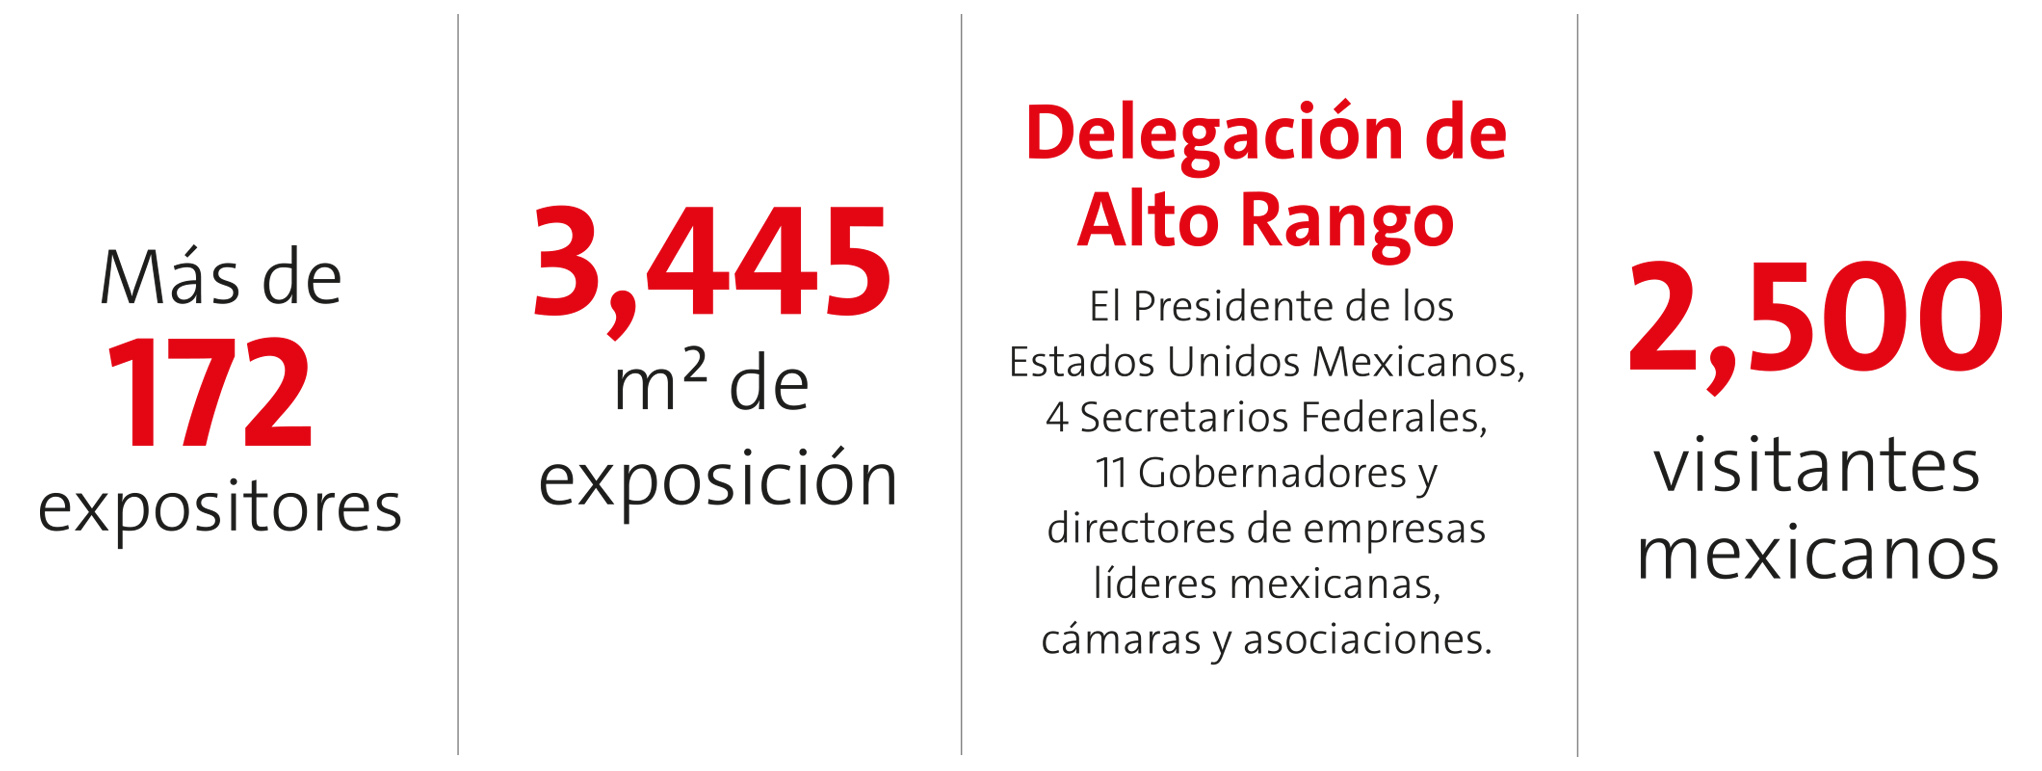 Más de
172
expositores
3,445
m² de
exposición
Delegación de
Alto Rango
El Presidente de los
Estados Unidos Mexicanos,
4 Secretarios Federales,
11 Gobernadores y
directores de empresas
líderes mexicanas,
cámaras y asociaciones.
2,500
visitantes
mexicanos